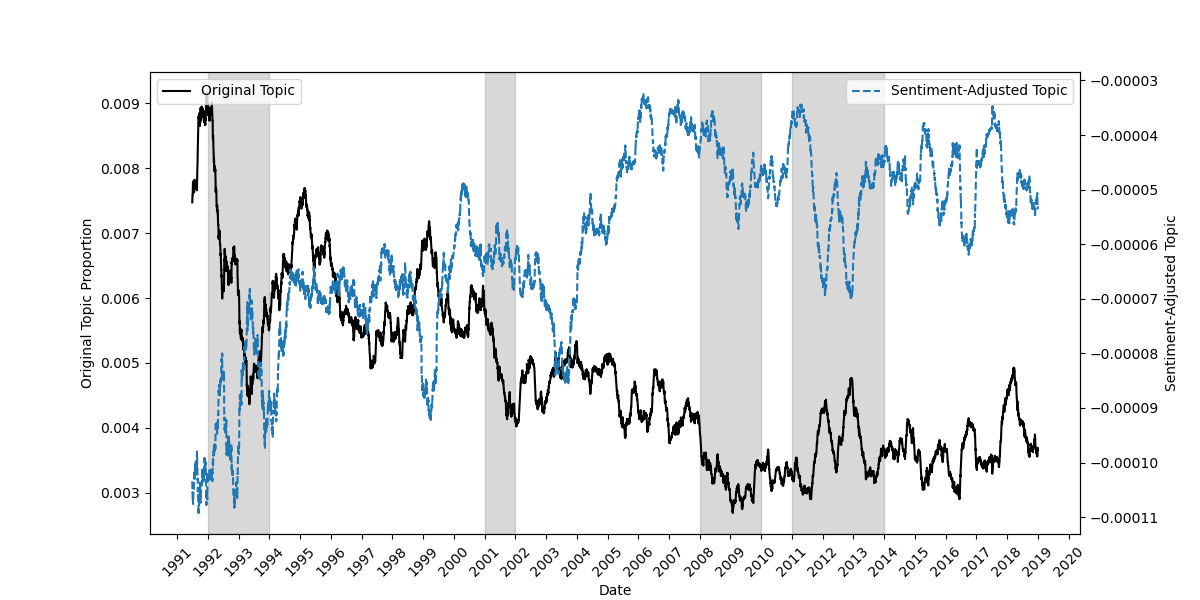 Original Topic
Sentiment-Adjusted Topic
0.009
0.008
0.007
0.006
0.005
0.004
0.003
Original Topic Proportion
−0.00003
−0.00004
−0.00005
−0.00006
−0.00007
−0.00008
−0.00009
−0.00010
−0.00011
Sentiment-Adjusted Topic
1991 1992 1993 1994 1995 1996 1997 1998 1999 2000 2001 2002 2003 2004 2005 2006 2007 2008 2009 2010 2011 2012 2013 2014 2015 2016 2017 2018 2019 2020
Date